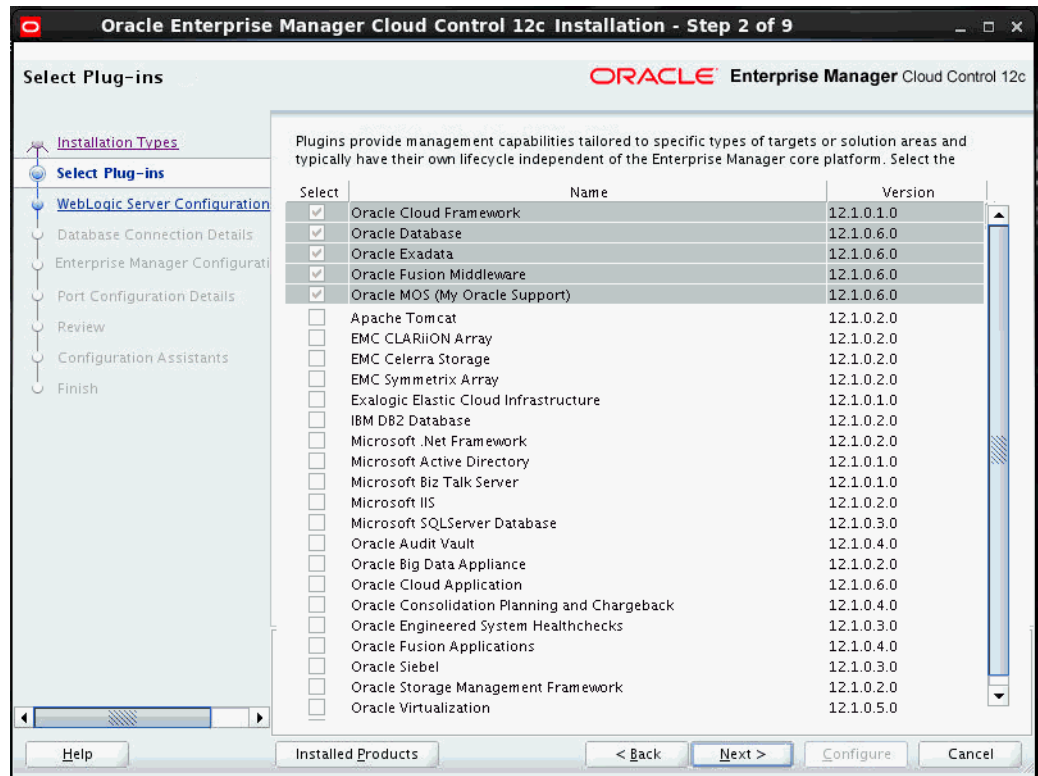 Oracle Enterprise Manager Cloud Control 12c Installation - Step 2 of 9
Select Plug-ins
ORACLE Enterprise Manager Cloud Control 12c
Installation Types
Select Plug-ins
WebLogic Server Configuration
Database Connection Details
Enterprise Manager Configurati
Port Configuration Details
Review
Configuration Assistants
Finish
Plugins provide management capabilities tailored to specific types of targets or solution areas and
typically have their own lifecycle independent of the Enterprise Manager core platform. Select the
Select Name Version
Oracle Cloud Framework 12.1.0.1.0
Oracle Database 12.1.0.6.0
Oracle Exadata 12.1.0.6.0
Oracle Fusion Middleware 12.1.0.6.0
Oracle MOS (My Oracle Support) 12.1.0.6.0
Apache Tomcat 12.1.0.2.0
EMC CLARiiON Array 12.1.0.2.0
EMC Celerra Storage 12.1.0.2.0
EMC Symmetrix Array 12.1.0.2.0
Exalogic Elastic Cloud Infrastructure 12.1.0.1.0
IBM DB2 Database 12.1.0.2.0
Microsoft .Net Framework 12.1.0.2.0
Microsoft Active Directory 12.1.0.1.0
Microsoft Biz Talk Server 12.1.0.1.0
Microsoft IIS 12.1.0.2.0
Microsoft SQLServer Database 12.1.0.3.0
Oracle Audit Vault 12.1.0.4.0
Oracle Big Data Appliance 12.1.0.2.0
Oracle Cloud Application 12.1.0.6.0
Oracle Consolidation Planning and Chargeback 12.1.0.4.0
Oracle Engineered System Healthchecks 12.1.0.3.0
Oracle Fusion Applications 12.1.0.4.0
Oracle Siebel 12.1.0.3.0
Oracle Storage Management Framework 12.1.0.2.0
Oracle Virtualization 12.1.0.5.0
Help Installed Products < Back Next > Configure Cancel